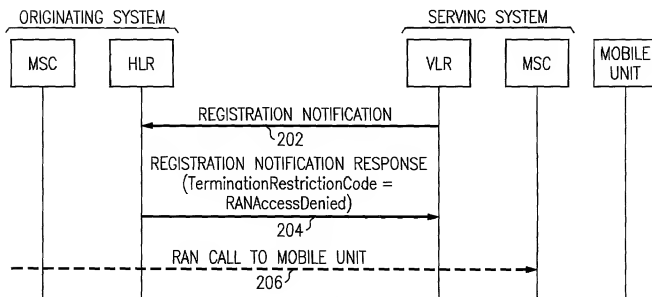 ORIGINATING SYSTEM
SERVING SYSTEM
MSC
HLR
VLR
MSC
MOBILE
UNIT
REGISTRATION NOTIFICATION
202
REGISTRATION NOTIFICATION RESPONSE
(TerminationRestrictionCode =
RANAccessDenied)
204
RAN CALL TO MOBILE UNIT
206